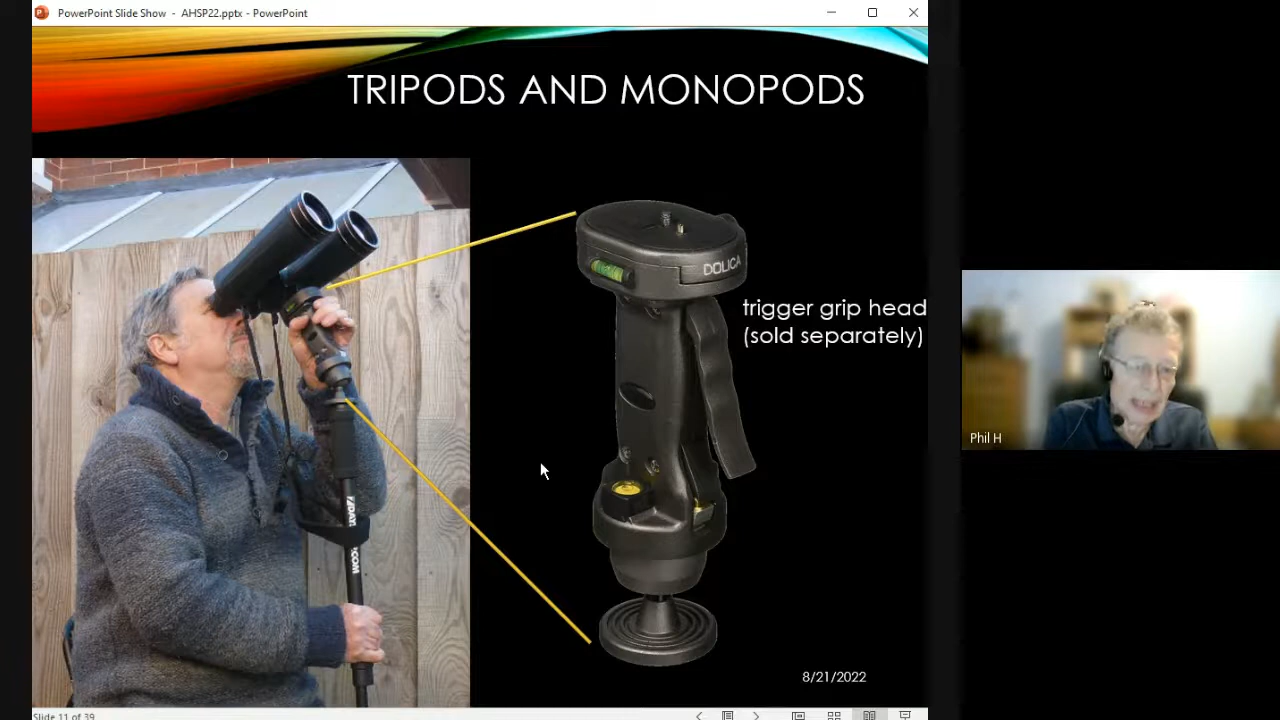 PowerPoint Slide Show - AHSP22.pptx - PowerPoint
TRIPODS AND MONOPODS
DOLICA
trigger grip head
(sold separately)
Phil H
8/21/2022
Slide 11 of 39